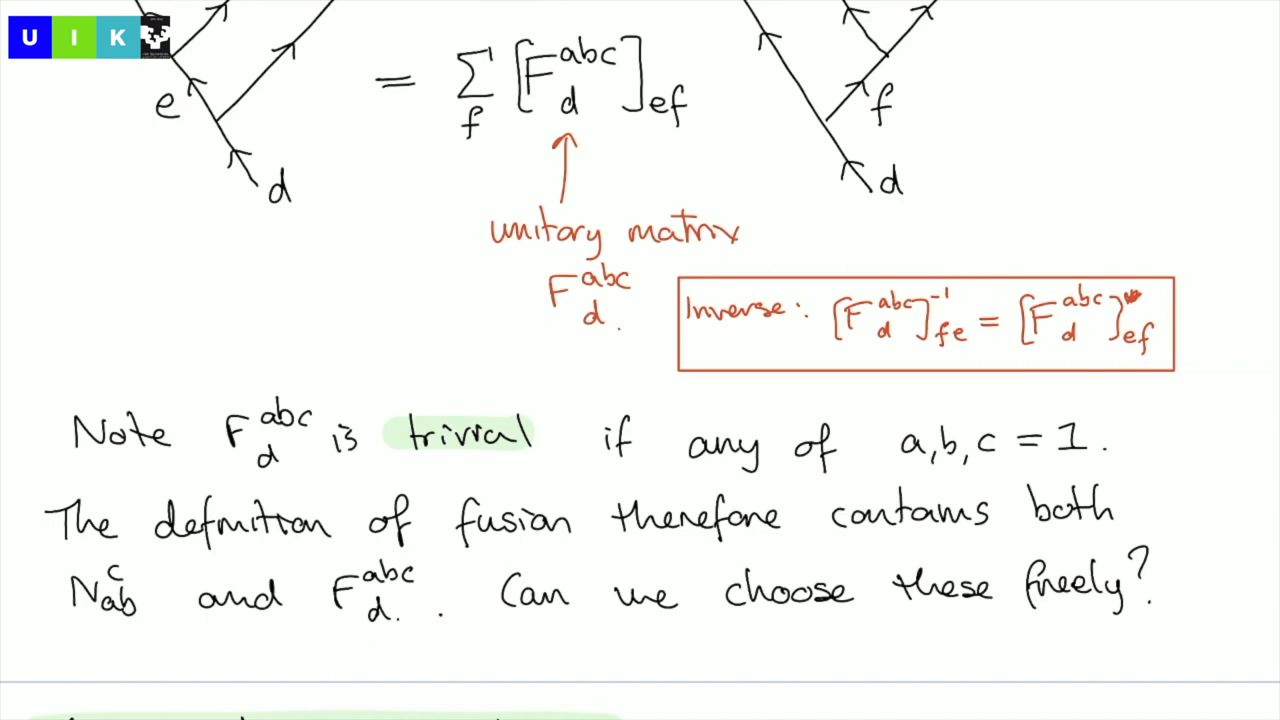 UIK
e = Σ_f [F^{abc}_d]_{ef} f
d d
unitary matrix
F^{abc}_d.
Inverse: [F^{abc}_d]^{-1}_{fe} = [F^{abc}_d]^*_{ef}
Note F^{abc}_d is trivial if any of a,b,c = 1.
The definition of fusion therefore contains both
N^c_{ab} and F^{abc}_d. Can we choose these freely?